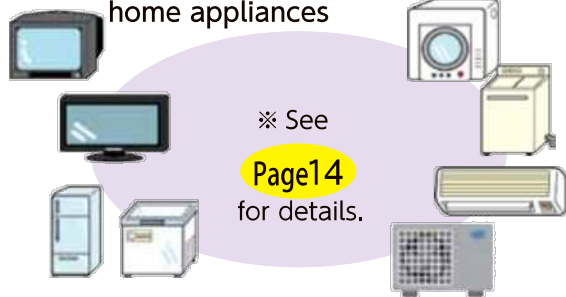 home appliances
※ See
Page14
for details.